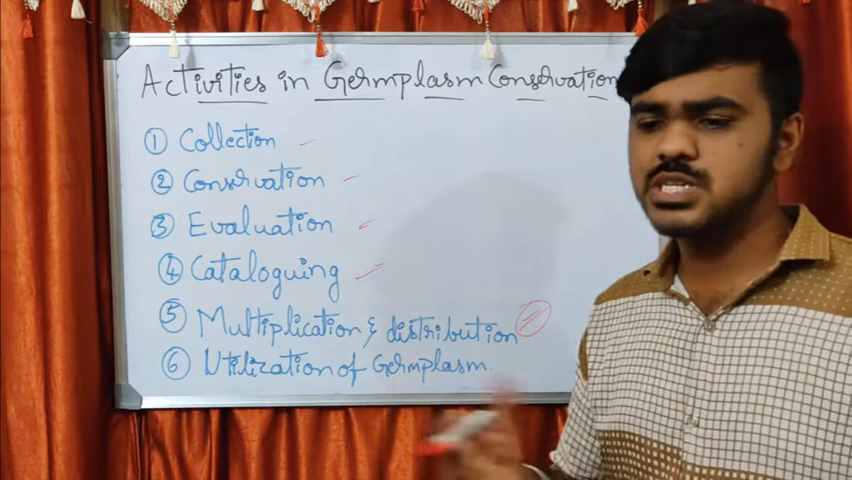 Activities in Germplasm Conservation
① Collection
② Conservation
③ Evaluation
④ Cataloguing
⑤ Multiplication & distribution
⑥ Utilization of Germplasm.